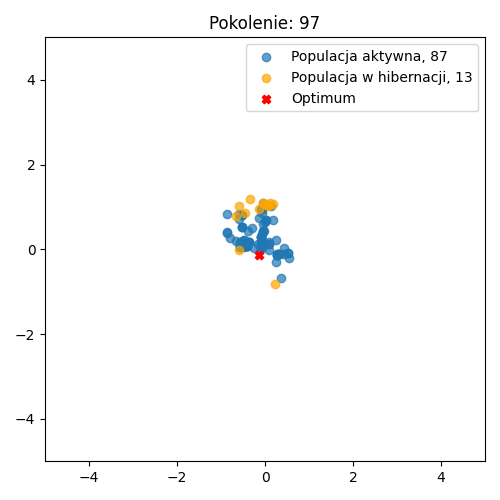 Pokolenie: 97
Populacja aktywna, 87
Populacja w hibernacji, 13
Optimum
4
2
0
−2
−4
−4 −2 0 2 4